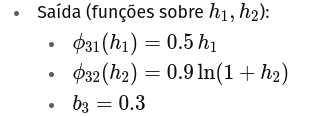 Saída (funções sobre h₁, h₂):
ϕ₃₁(h₁) = 0.5 h₁
ϕ₃₂(h₂) = 0.9 ln(1 + h₂)
b₃ = 0.3